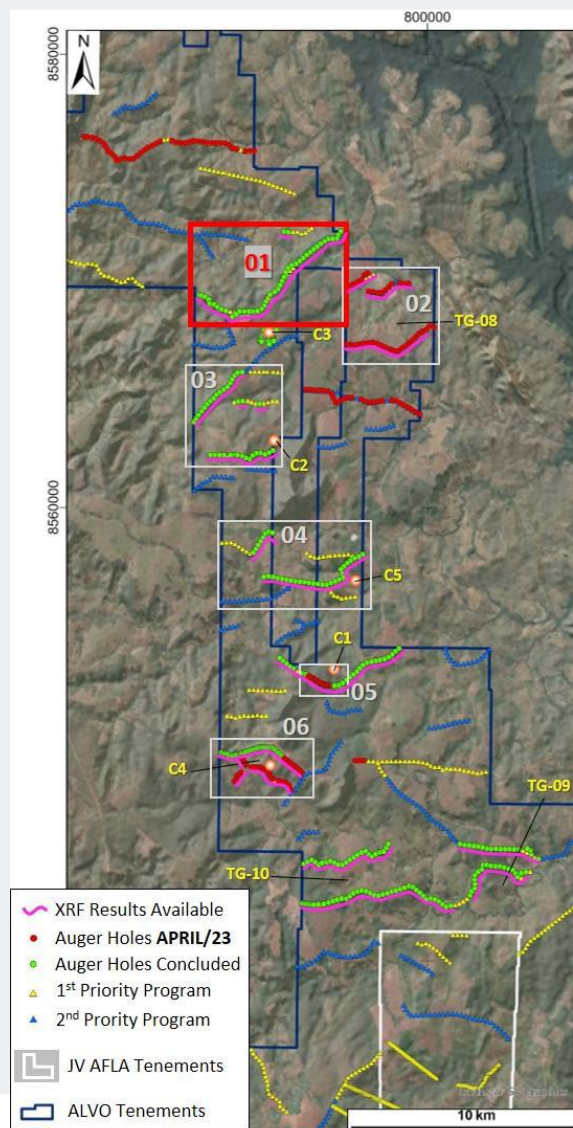 800000
8580000
N
01
02
TG-08
C3
03
C2
8560000
04
C5
C1
05
06
C4
TG-09
TG-10
XRF Results Available
Auger Holes APRIL/23
Auger Holes Concluded
1st Priority Program
2nd Prority Program
JV AFLA Tenements
ALVO Tenements
10 km